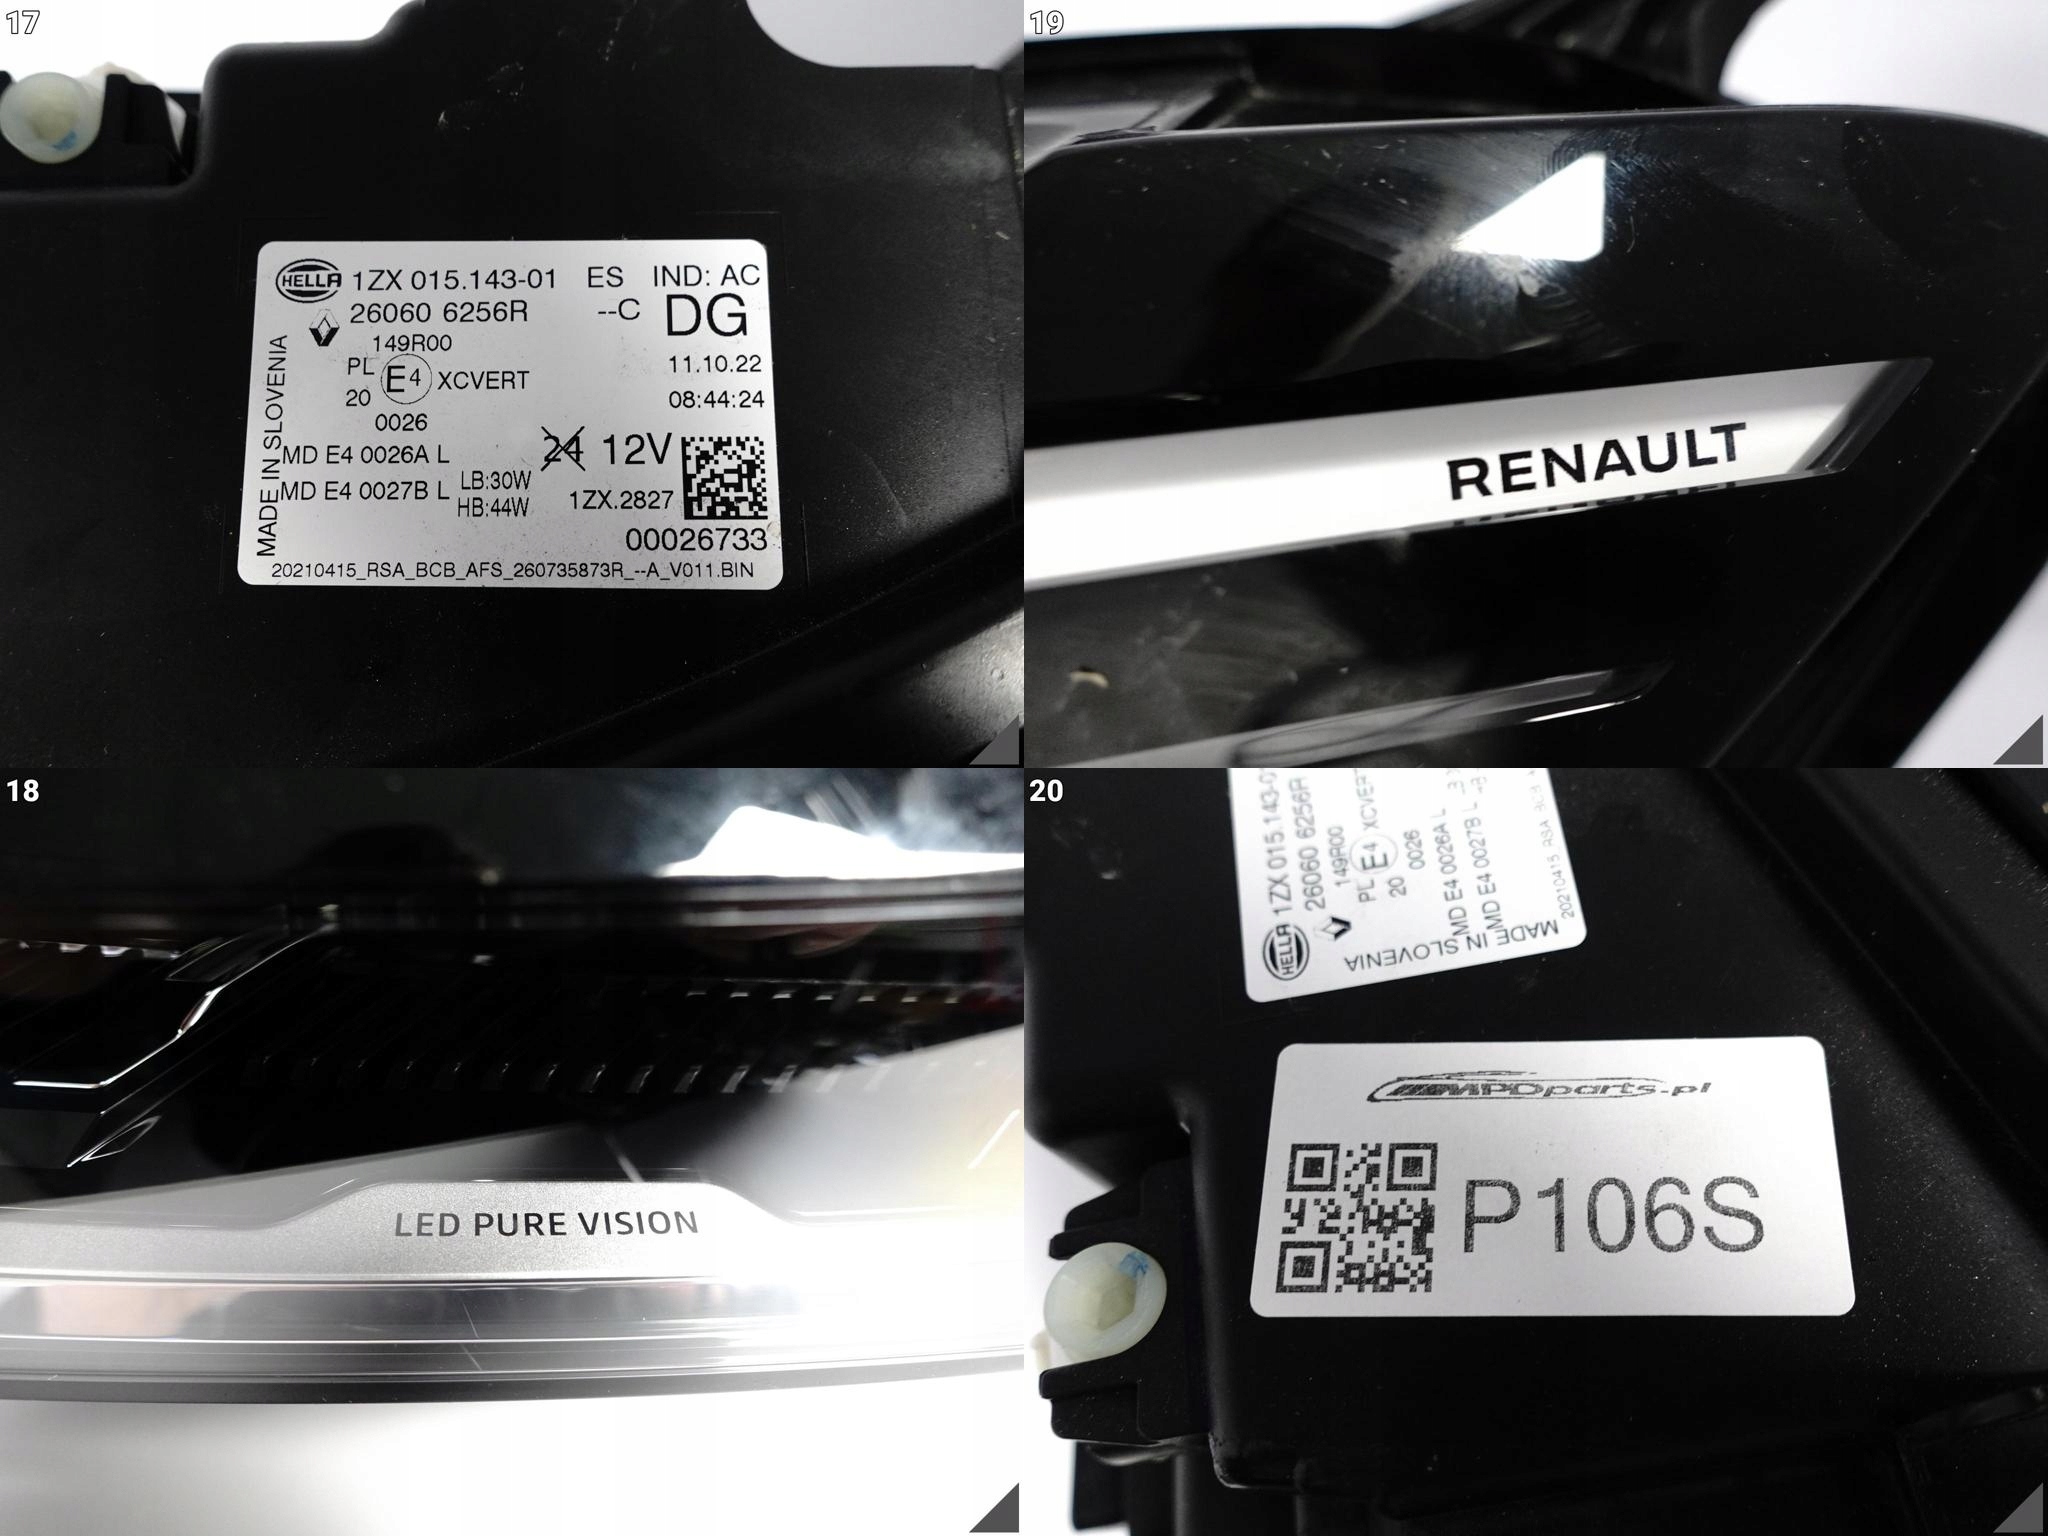 17
HELLA 1ZX 015.143-01 ES IND: AC
26060 6256R --C DG
149R00
11.10.22
PL E4 XCVERT
20
08:44:24
0026
MADE IN SLOVENIA
MD E4 0026A L
24 12V
MD E4 0027B L
LB:30W
HB:44W
1ZX.2827
00026733
20210415_RSA_BCB_AFS_260735873R_--A_V011.BIN
19
RENAULT
18
LED PURE VISION
20
HELLA 1ZX 015.143-0
26060 6256R
149R00
PL E4 XCVERT
20
0026
MD E4 0026A L
MD E4 0027B L
MADE IN SLOVENIA
20210415_RSA
MPDparts.pl
P106S